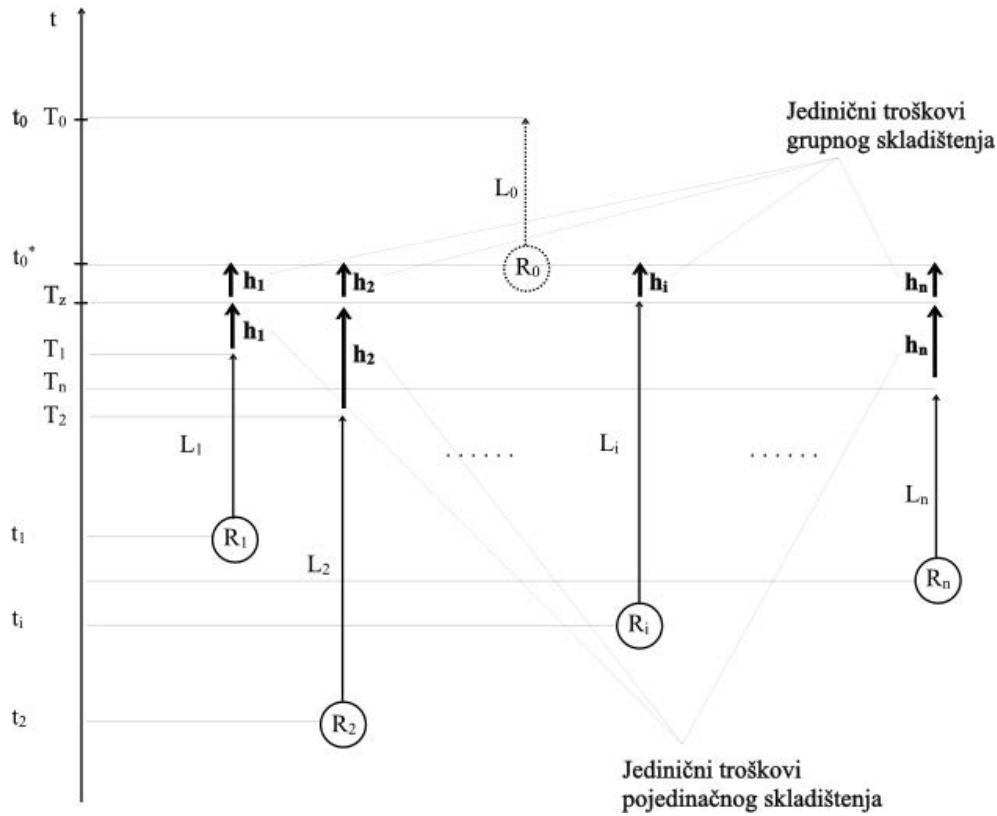 t
t₀ T₀
Jedinični troškovi
grupnog skladištenja
L₀
t₀*
R₀
h₁
h₂
hᵢ
hₙ
T_z
h₁
h₂
hₙ
T₁
Tₙ
T₂
L₁
. . . . . .
Lᵢ
. . . . . .
Lₙ
t₁
R₁
L₂
Rₙ
tᵢ
Rᵢ
t₂
R₂
Jedinični troškovi
pojedinačnog skladištenja